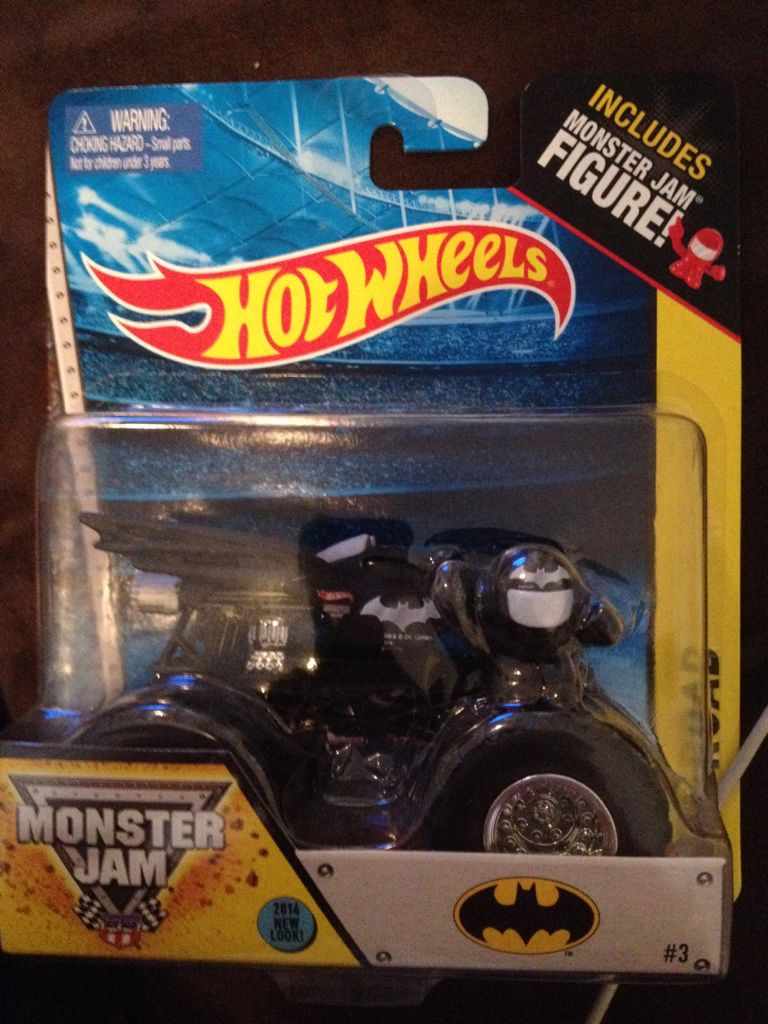 WARNING:
CHOKING HAZARD – Small parts.
Not for children under 3 years.
INCLUDES
MONSTER JAM®
FIGURE!
HOT WHEELS
MONSTER
JAM
2014
NEW
LOOK!
TM
#3